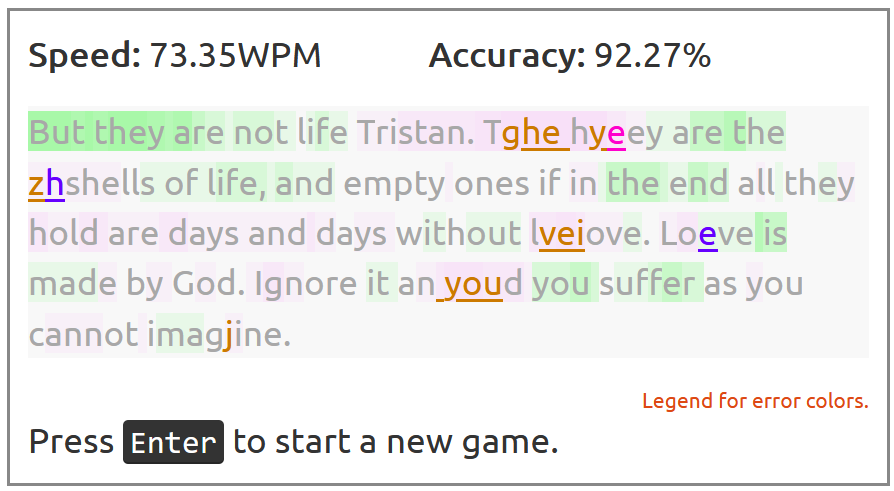 Speed: 73.35WPM Accuracy: 92.27%
But they are not life Tristan. Tghe hyeey are the
zhshells of life, and empty ones if in the end all they
hold are days and days without lveiove. Loeve is
made by God. Ignore it an youd you suffer as you
cannot imagjine.
Legend for error colors.
Press Enter to start a new game.